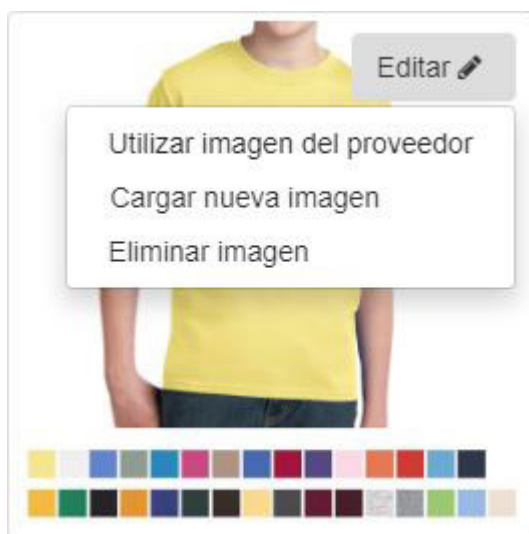 Editar
Utilizar imagen del proveedor
Cargar nueva imagen
Eliminar imagen